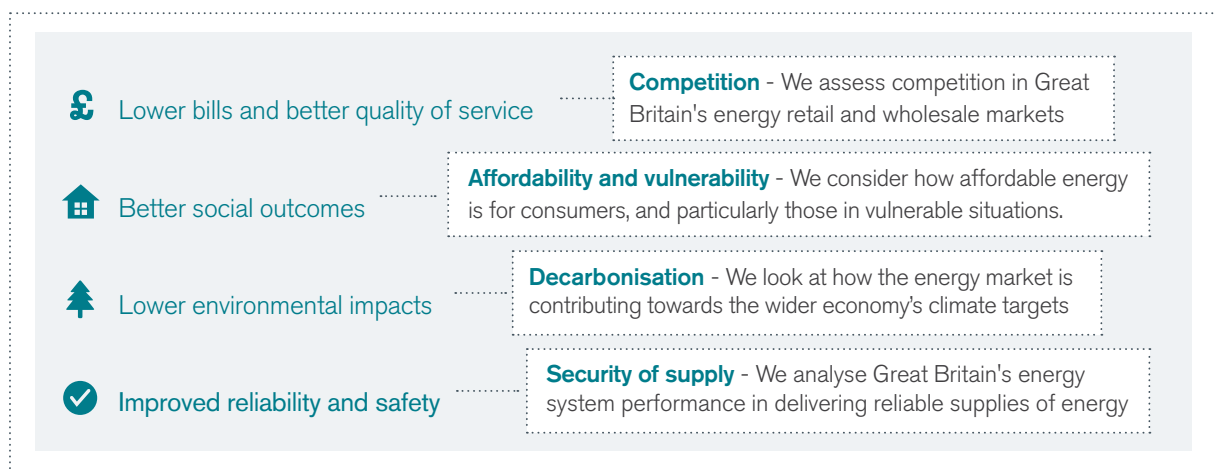 Lower bills and better quality of service
Competition - We assess competition in Great
Britain's energy retail and wholesale markets
Better social outcomes
Affordability and vulnerability - We consider how affordable energy
is for consumers, and particularly those in vulnerable situations.
Lower environmental impacts
Decarbonisation - We look at how the energy market is
contributing towards the wider economy’s climate targets
Improved reliability and safety
Security of supply - We analyse Great Britain's energy
system performance in delivering reliable supplies of energy